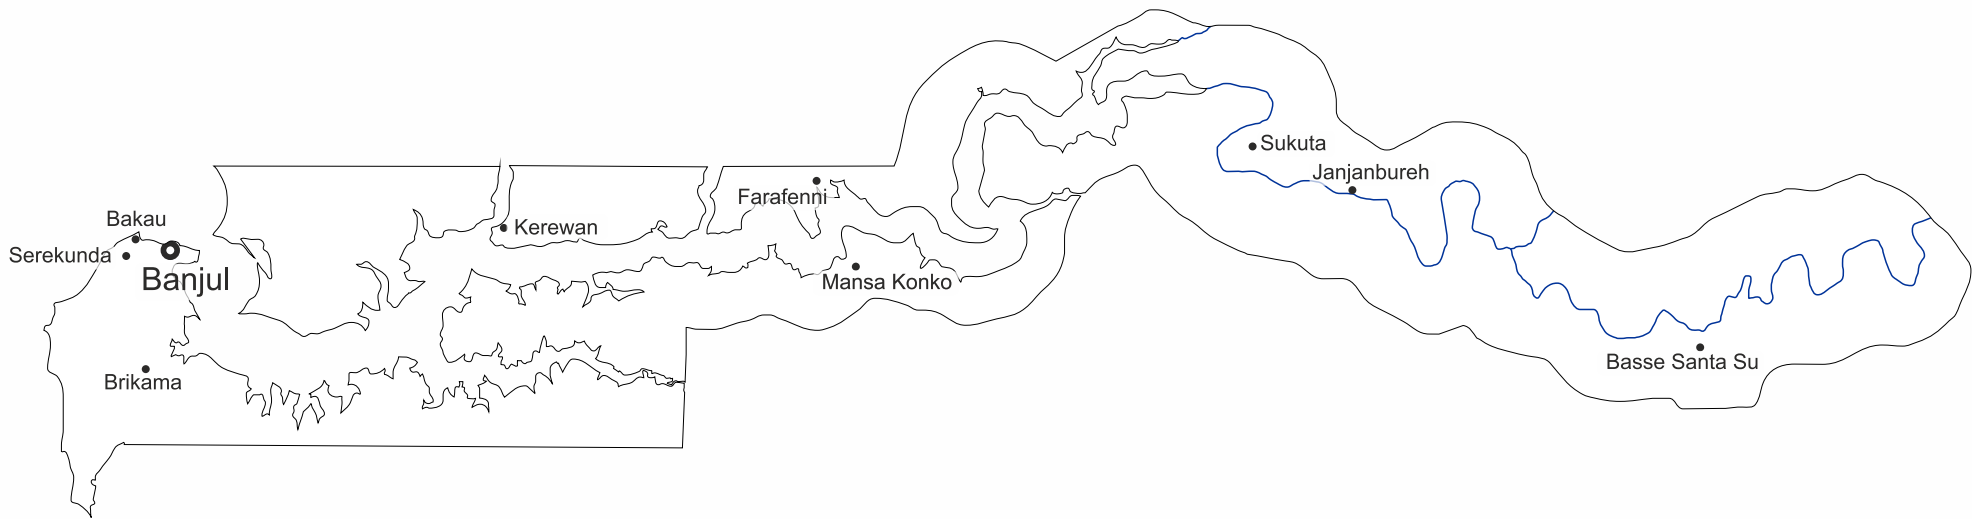 Sukuta
Janjanbureh
Farafenni
Bakau
Kerewan
Serekunda
Banjul
Mansa Konko
Basse Santa Su
Brikama